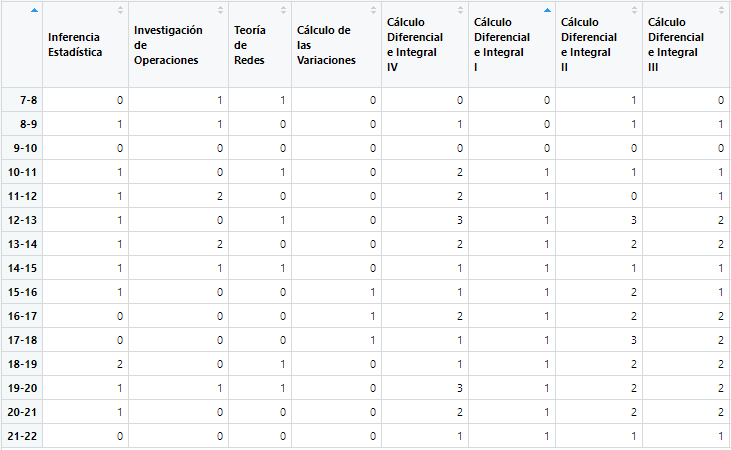 Inferencia Estadística Investigación de Operaciones Teoría de Redes Cálculo de las Variaciones Cálculo Diferencial e Integral IV Cálculo Diferencial e Integral I Cálculo Diferencial e Integral II Cálculo Diferencial e Integral III
7-8 0 1 1 0 0 0 1 0
8-9 1 1 0 0 1 0 1 1
9-10 0 0 0 0 0 0 0 0
10-11 1 0 1 0 2 1 1 1
11-12 1 2 0 0 2 1 0 1
12-13 1 0 1 0 3 1 3 2
13-14 1 2 0 0 2 1 2 2
14-15 1 1 1 0 1 1 1 1
15-16 1 0 0 1 1 1 2 1
16-17 0 0 0 1 2 1 2 2
17-18 0 0 0 1 1 1 3 2
18-19 2 0 1 0 1 1 2 2
19-20 1 1 1 0 3 1 2 2
20-21 1 0 0 0 2 1 2 2
21-22 0 0 0 0 1 1 1 1